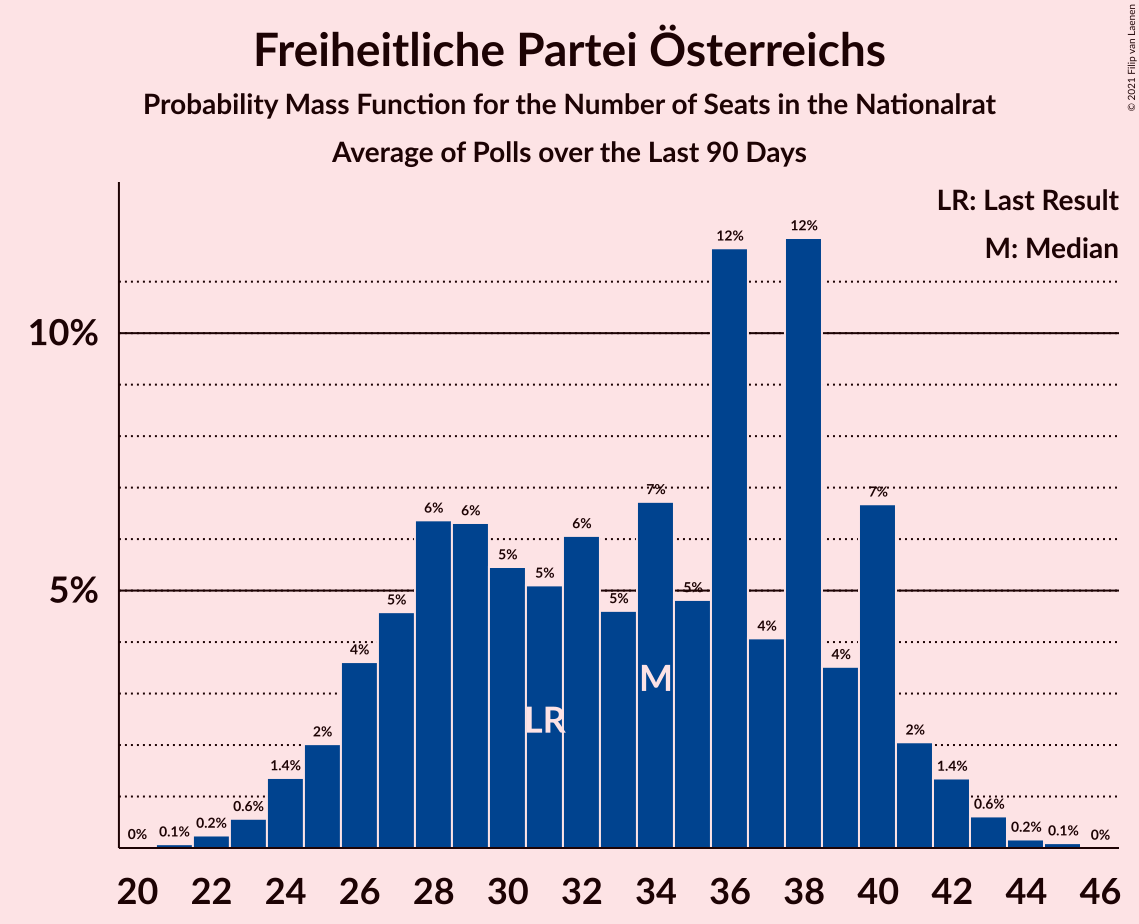 Freiheitliche Partei Österreichs
Probability Mass Function for the Number of Seats in the Nationalrat
Average of Polls over the Last 90 Days
© 2021 Filip van Laenen
LR: Last Result
M: Median
10%
5%
0% 0.1% 0.2% 0.6% 1.4% 2% 4% 5% 6% 6% 5% 5% 6% 5% 7% 5% 12% 4% 12% 4% 7% 2% 1.4% 0.6% 0.2% 0.1% 0%
M
LR
20 22 24 26 28 30 32 34 36 38 40 42 44 46